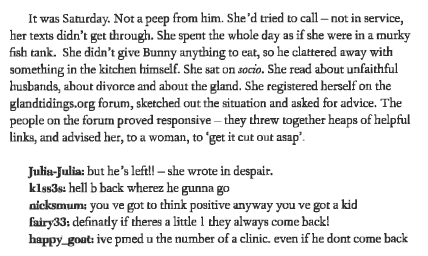 It was Saturday. Not a peep from him. She’d tried to call – not in service,
her texts didn’t get through. She spent the whole day as if she were in a murky
fish tank. She didn’t give Bunny anything to eat, so he clattered away with
something in the kitchen himself. She sat on socio. She read about unfaithful
husbands, about divorce and about the gland. She registered herself on the
glandtidings.org forum, sketched out the situation and asked for advice. The
people on the forum proved responsive – they threw together heaps of helpful
links, and advised her, to a woman, to ‘get it cut out asap’.
Julia-Julia: but he’s left!! – she wrote in despair.
k1ss3s: hell b back wherez he gunna go
nicksmum: you ve got to think positive anyway you ve got a kid
fairy33: definatly if theres a little 1 they always come back!
happy_goat: ive pmed u the number of a clinic. even if he dont come back